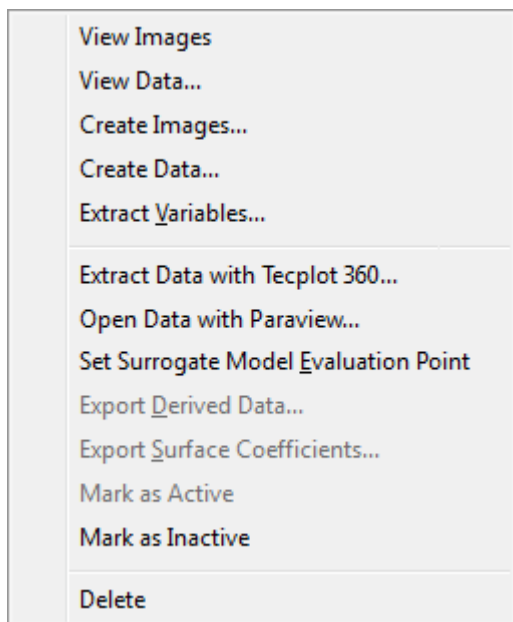 View Images
View Data...
Create Images...
Create Data...
Extract Variables...
Extract Data with Tecplot 360...
Open Data with Paraview...
Set Surrogate Model Evaluation Point
Export Derived Data...
Export Surface Coefficients...
Mark as Active
Mark as Inactive
Delete